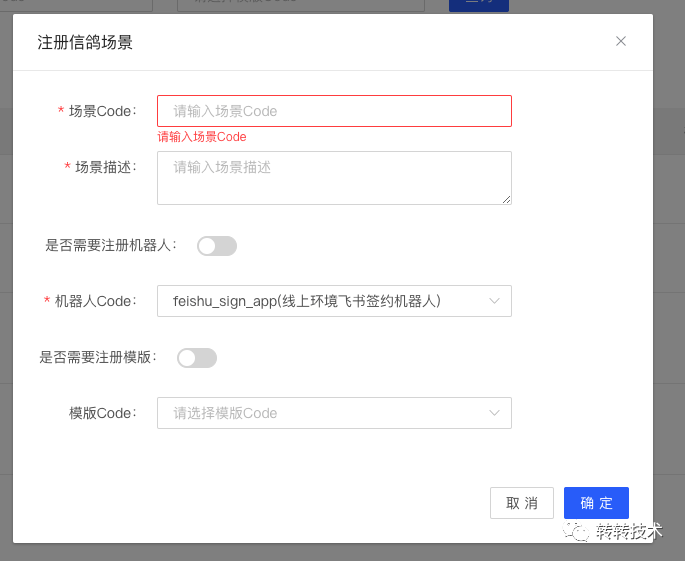 注册信鸽场景
* 场景Code:
请输入场景Code
请输入场景Code
* 场景描述:
请输入场景描述
是否需要注册机器人:
* 机器人Code:
feishu_sign_app(线上环境飞书签约机器人)
是否需要注册模版:
模版Code:
请选择模版Code
取 消
确 定
转转技术